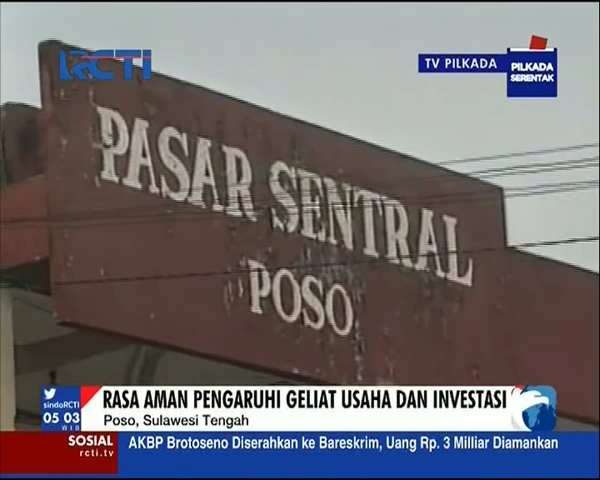 RCTI
TV PILKADA
PILKADA
SERENTAK
PASAR SENTRAL
POSO
sindoRCTI
05 03
WIB
RASA AMAN PENGARUHI GELIAT USAHA DAN INVESTASI
Poso, Sulawesi Tengah
SOSIAL
rcti.tv
AKBP Brotoseno Diserahkan ke Bareskrim, Uang Rp. 3 Milliar Diamankan